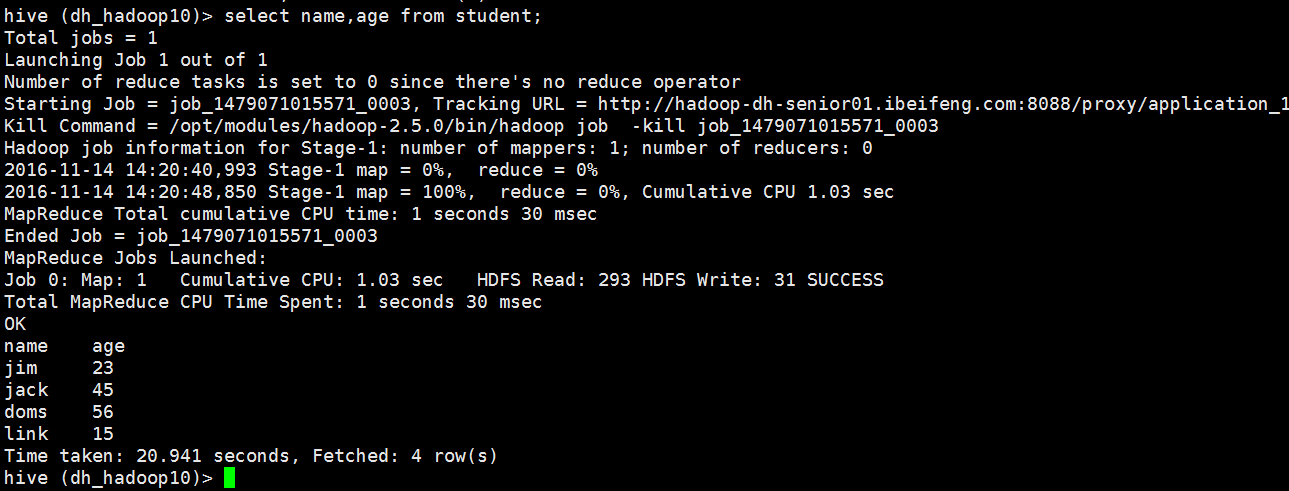 hive (dh_hadoop10)> select name,age from student;
Total jobs = 1
Launching Job 1 out of 1
Number of reduce tasks is set to 0 since there's no reduce operator
Starting Job = job_1479071015571_0003, Tracking URL = http://hadoop-dh-senior01.ibeifeng.com:8088/proxy/application_1
Kill Command = /opt/modules/hadoop-2.5.0/bin/hadoop job  -kill job_1479071015571_0003
Hadoop job information for Stage-1: number of mappers: 1; number of reducers: 0
2016-11-14 14:20:40,993 Stage-1 map = 0%,  reduce = 0%
2016-11-14 14:20:48,850 Stage-1 map = 100%,  reduce = 0%, Cumulative CPU 1.03 sec
MapReduce Total cumulative CPU time: 1 seconds 30 msec
Ended Job = job_1479071015571_0003
MapReduce Jobs Launched:
Job 0: Map: 1   Cumulative CPU: 1.03 sec   HDFS Read: 293 HDFS Write: 31 SUCCESS
Total MapReduce CPU Time Spent: 1 seconds 30 msec
OK
name    age
jim     23
jack    45
doms    56
link    15
Time taken: 20.941 seconds, Fetched: 4 row(s)
hive (dh_hadoop10)>